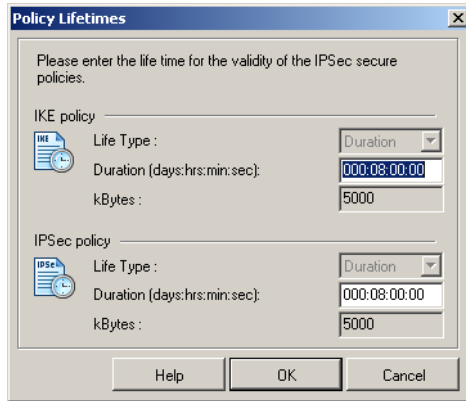 Policy Lifetimes
Please enter the life time for the validity of the IPSec secure
policies.
IKE policy
IKE
Life Type :
Duration
Duration (days:hrs:min:sec):
000:08:00:00
kBytes :
5000
IPSec policy
IPSec
Life Type :
Duration
Duration (days:hrs:min:sec):
000:08:00:00
kBytes :
5000
Help
OK
Cancel